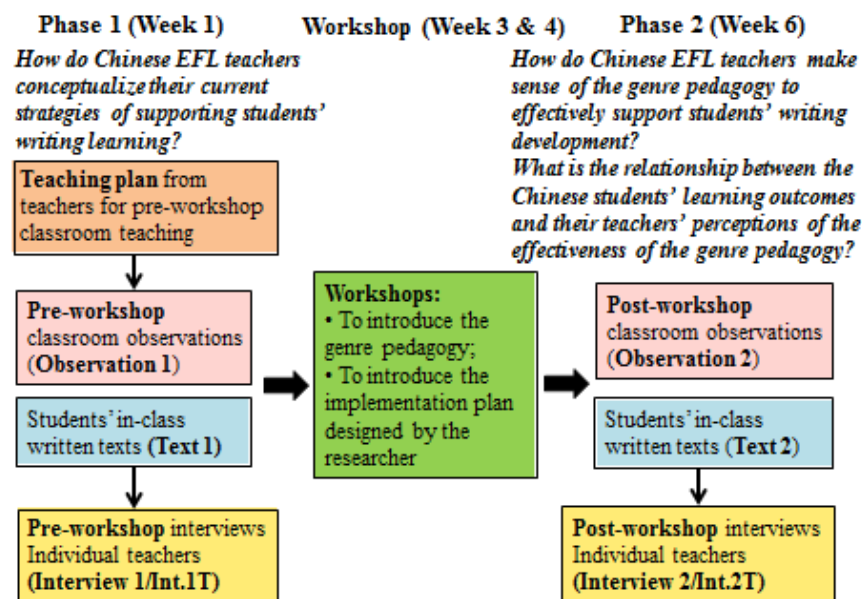 Phase 1 (Week 1)
How do Chinese EFL teachers
conceptualize their current
strategies of supporting students'
writing learning?
Teaching plan from
teachers for pre-workshop
classroom teaching
Pre-workshop
classroom observations
(Observation 1)
Students' in-class
written texts (Text 1)
Pre-workshop interviews
Individual teachers
(Interview 1/Int.1T)
Workshop (Week 3 & 4)
Workshops:
• To introduce the
genre pedagogy;
• To introduce the
implementation plan
designed by the
researcher
Phase 2 (Week 6)
How do Chinese EFL teachers make
sense of the genre pedagogy to
effectively support students' writing
development?
What is the relationship between the
Chinese students' learning outcomes
and their teachers' perceptions of the
effectiveness of the genre pedagogy?
Post-workshop
classroom observations
(Observation 2)
Students' in-class
written texts (Text 2)
Post-workshop interviews
Individual teachers
(Interview 2/Int.2T)